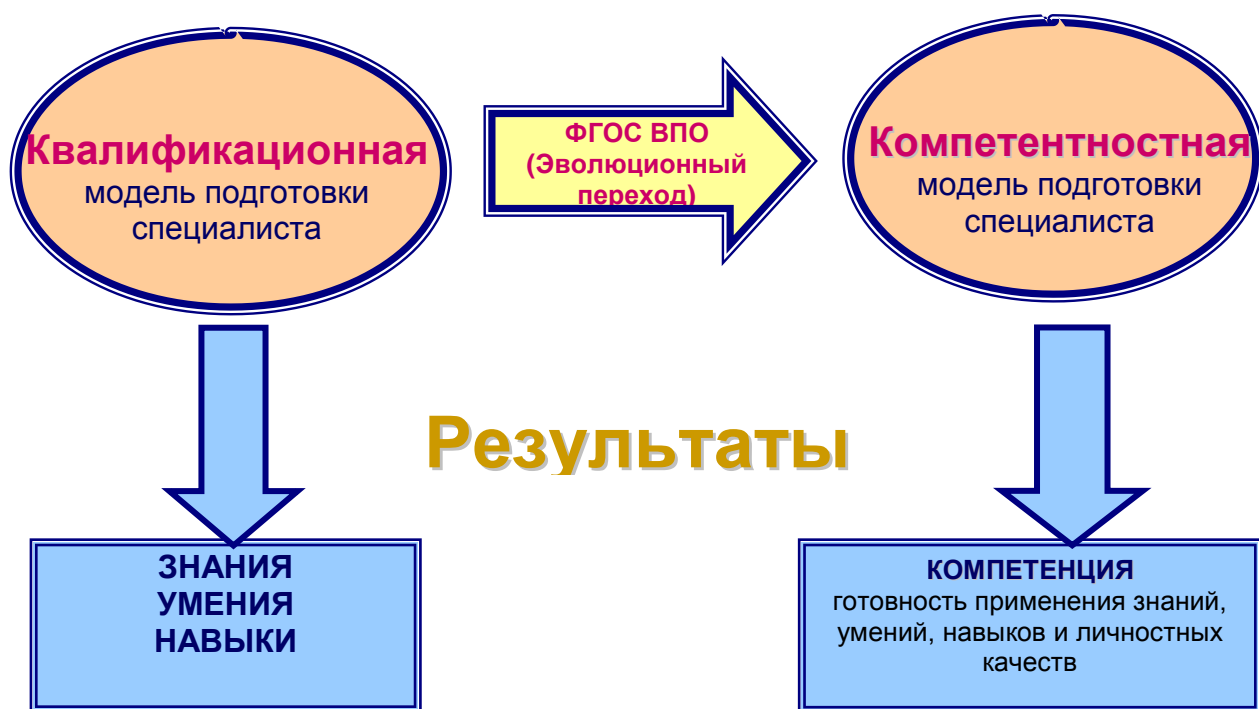 Квалификационная
модель подготовки
специалиста
ФГОС ВПО
(Эволюционный
переход)
Компетентностная
модель подготовки
специалиста
Результаты
ЗНАНИЯ
УМЕНИЯ
НАВЫКИ
КОМПЕТЕНЦИЯ
готовность применения знаний,
умений, навыков и личностных
качеств